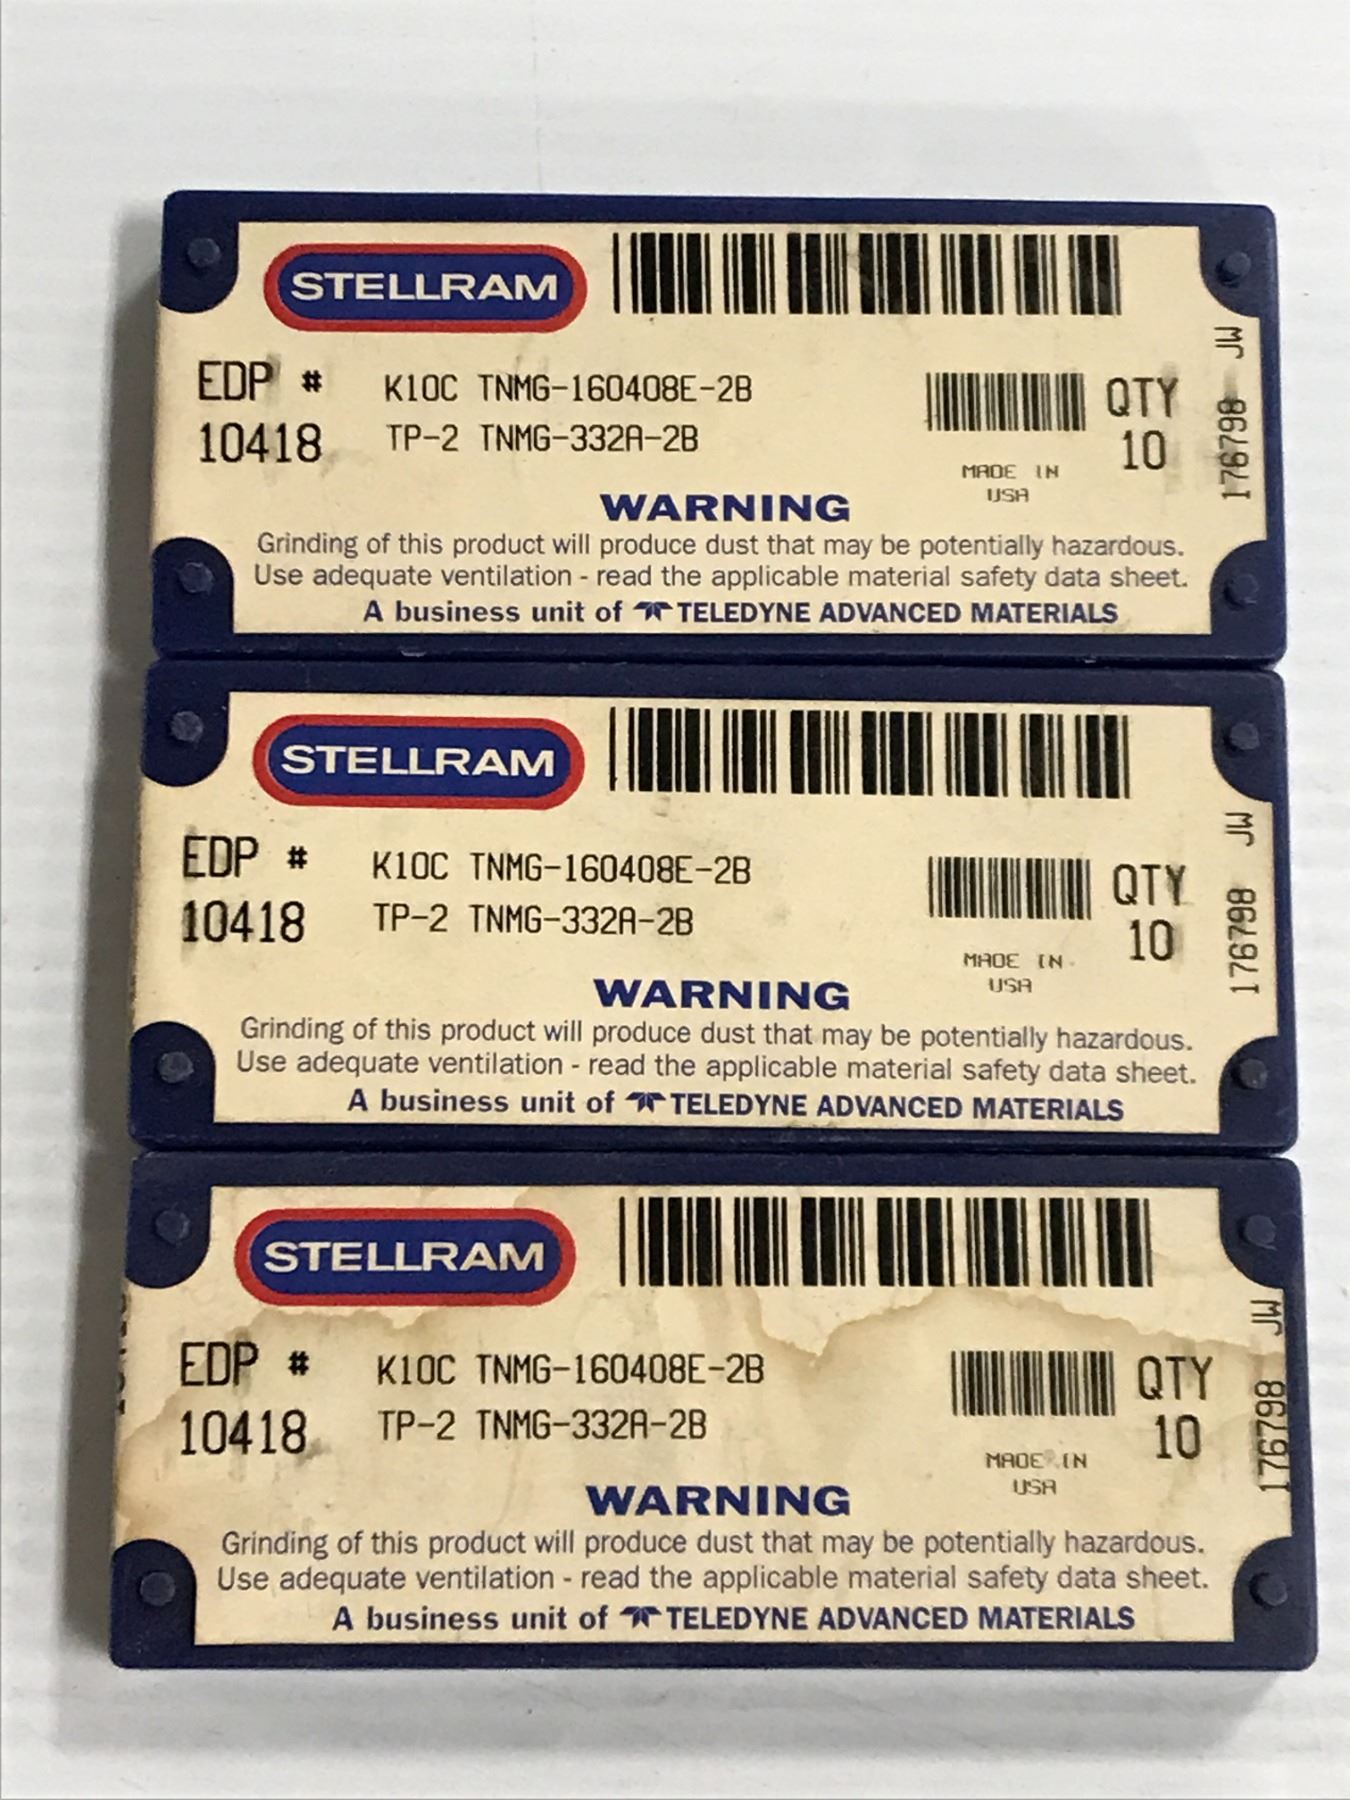 STELLRAM
EDP # K10C TNMG-160408E-2B QTY
10418 TP-2 TNMG-332A-2B 10
MADE IN
USA
176798 JW
WARNING
Grinding of this product will produce dust that may be potentially hazardous.
Use adequate ventilation - read the applicable material safety data sheet.
A business unit of TELEDYNE ADVANCED MATERIALS
STELLRAM
EDP # K10C TNMG-160408E-2B QTY
10418 TP-2 TNMG-332A-2B 10
MADE IN
USA
176798 JW
WARNING
Grinding of this product will produce dust that may be potentially hazardous.
Use adequate ventilation - read the applicable material safety data sheet.
A business unit of TELEDYNE ADVANCED MATERIALS
STELLRAM
EDP # K10C TNMG-160408E-2B QTY
10418 TP-2 TNMG-332A-2B 10
MADE IN
USA
176798 JW
WARNING
Grinding of this product will produce dust that may be potentially hazardous.
Use adequate ventilation - read the applicable material safety data sheet.
A business unit of TELEDYNE ADVANCED MATERIALS